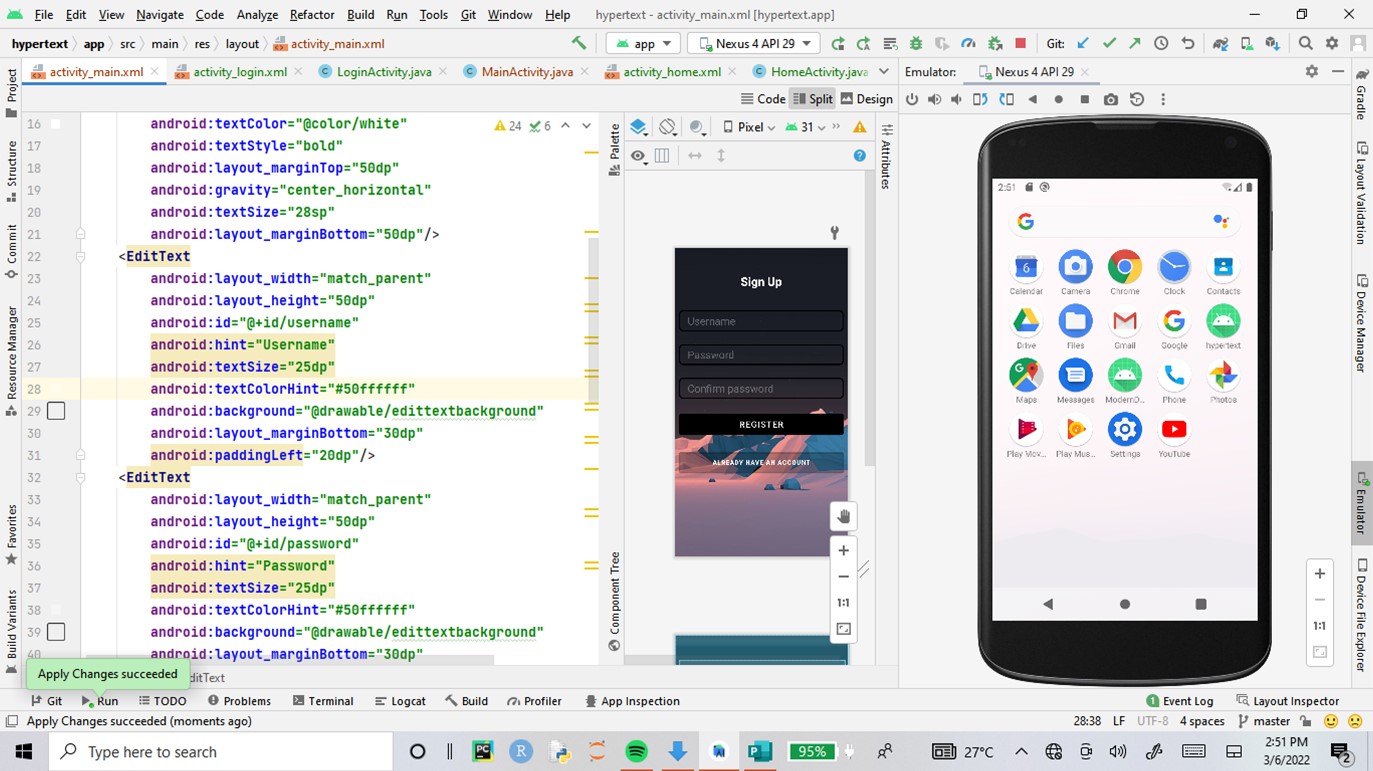 File Edit View Navigate Code Analyze Refactor Build Run Tools Git Window Help hypertext - activity_main.xml [hypertext.app]
hypertext app src main res layout activity_main.xml app Nexus 4 API 29 Git:
activity_main.xml activity_login.xml LoginActivity.java MainActivity.java activity_home.xml HomeActivity.java Emulator: Nexus 4 API 29
Code Split Design
Project
Structure
Commit
Resource Manager
Favorites
Build Variants
16 android:textColor="@color/white"
24 6
17 android:textStyle="bold"
18 android:layout_marginTop="50dp"
19 android:gravity="center_horizontal"
20 android:textSize="28sp"
21 android:layout_marginBottom="50dp"/>
22 <EditText
23 android:layout_width="match_parent"
24 android:layout_height="50dp"
25 android:id="@+id/username"
26 android:hint="Username"
27 android:textSize="25dp"
28 android:textColorHint="#50ffffff"
29 android:background="@drawable/edittextbackground"
30 android:layout_marginBottom="30dp"
31 android:paddingLeft="20dp"/>
32 <EditText
33 android:layout_width="match_parent"
34 android:layout_height="50dp"
35 android:id="@+id/password"
36 android:hint="Password"
37 android:textSize="25dp"
38 android:textColorHint="#50ffffff"
39 android:background="@drawable/edittextbackground"
40 android:layout_marginBottom="30dp"
Palette
Component Tree
Pixel 31
Attributes
Sign Up
Username
Password
Confirm password
REGISTER
ALREADY HAVE AN ACCOUNT
1:1
2:51
Calendar Camera Chrome Clock Contacts
Drive Files Gmail Google hypertext
Maps Messages ModernD... Phone Photos
Play Mov... Play Mus... Settings YouTube
1:1
Gradle
Layout Validation
Device Manager
Emulator
Device File Explorer
Apply Changes succeeded
ditText
Git Run TODO Problems Terminal Logcat Build Profiler App Inspection 1 Event Log Layout Inspector
Apply Changes succeeded (moments ago) 28:38 LF UTF-8 4 spaces master
Type here to search 95% 27°C 2:51 PM
3/6/2022 2